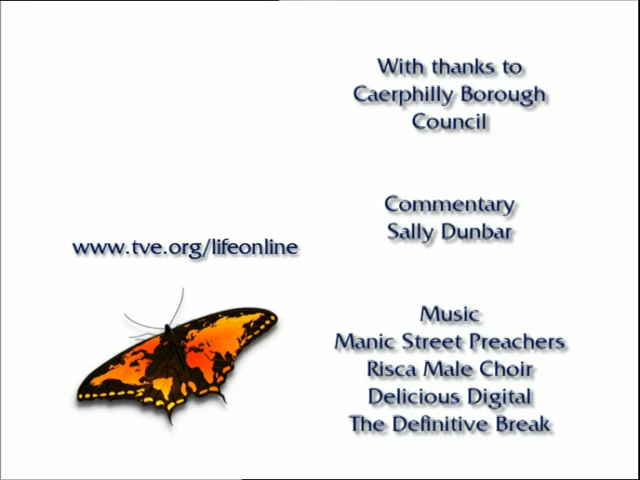 With thanks to
Caerphilly Borough
Council
Commentary
Sally Dunbar
www.tve.org/lifeonline
Music
Manic Street Preachers
Risca Male Choir
Delicious Digital
The Definitive Break